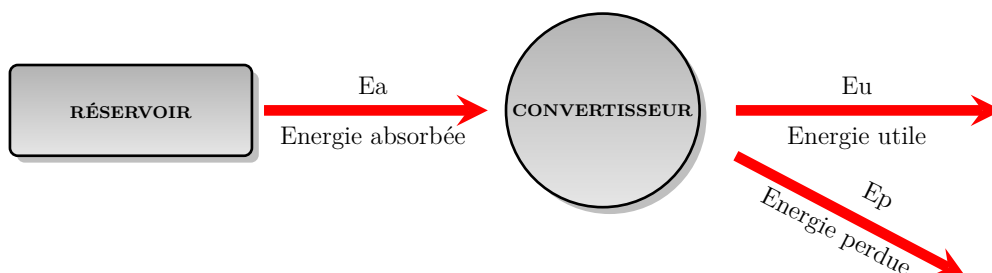 RÉSERVOIR
Ea
Energie absorbée
CONVERTISSEUR
Eu
Energie utile
Ep
Energie perdue